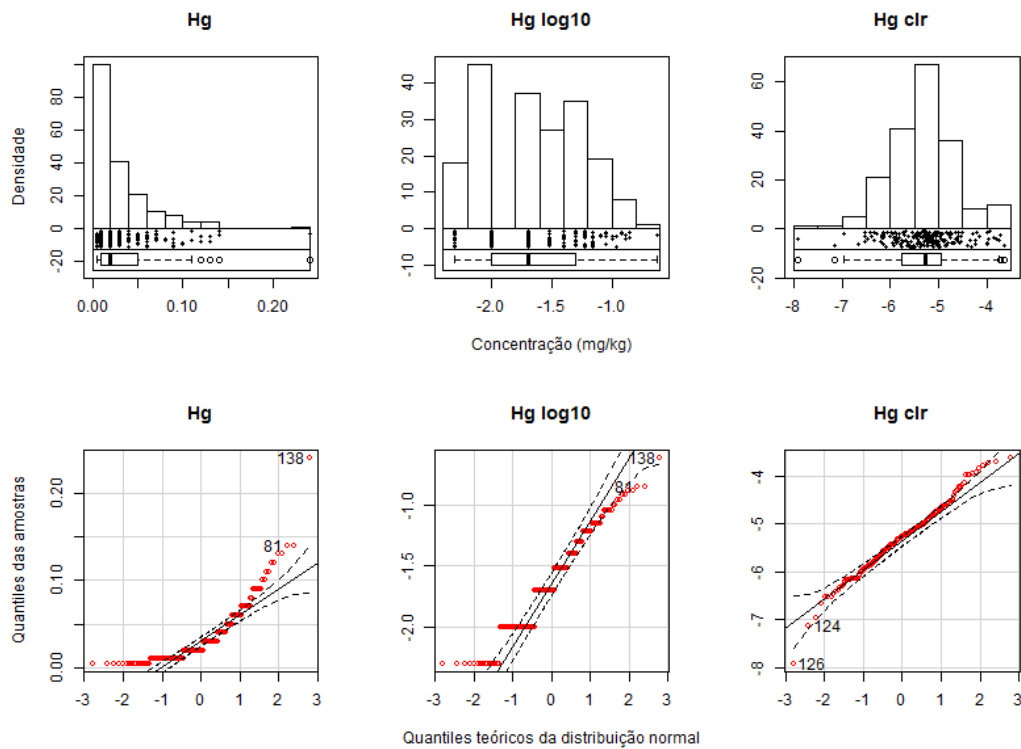 Hg
Hg log10
Hg clr
Densidade
80
60
40
20
0
-20
40
30
20
10
0
-10
60
40
20
0
-20
0.00 0.10 0.20
-2.0 -1.5 -1.0
-8 -7 -6 -5 -4
Concentração (mg/kg)
Hg
Hg log10
Hg clr
Quantiles das amostras
0.20
0.10
0.00
138
81
-1.0
-1.5
-2.0
138
81
-4
-5
-6
-7
-8
124
126
-3 -2 -1 0 1 2 3
-3 -2 -1 0 1 2 3
-3 -2 -1 0 1 2 3
Quantiles teóricos da distribuição normal